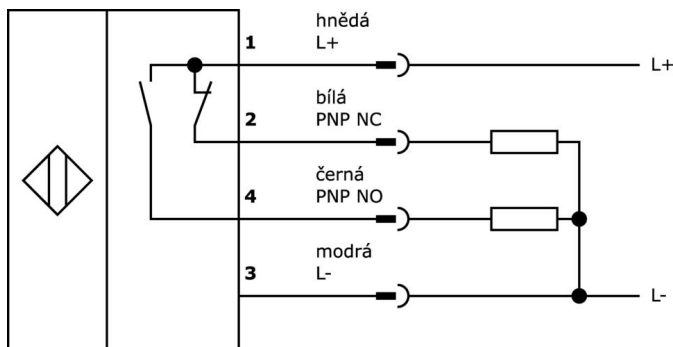 hnědá
1 L+
L+
bílá
2 PNP NC
černá
4 PNP NO
modrá
3 L-
L-